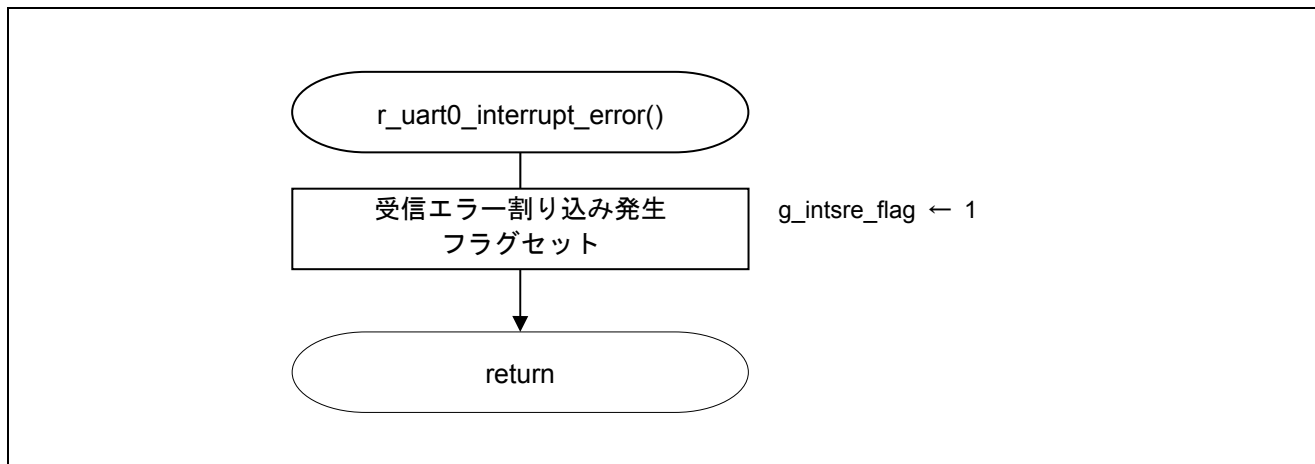 r_uart0_interrupt_error()
受信エラー割り込み発生
フラグセット
g_intsre_flag ← 1
return